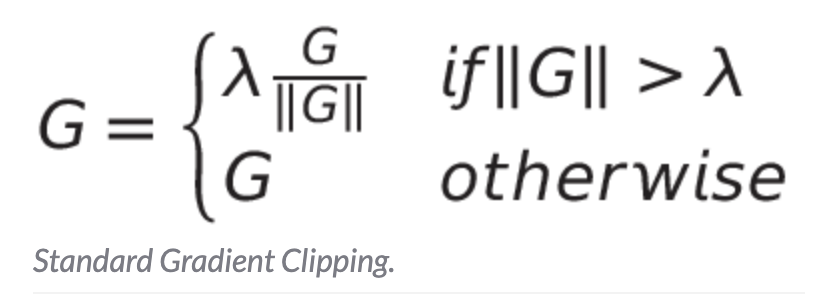 G = { λ G/‖G‖ if‖G‖ > λ
G otherwise
Standard Gradient Clipping.